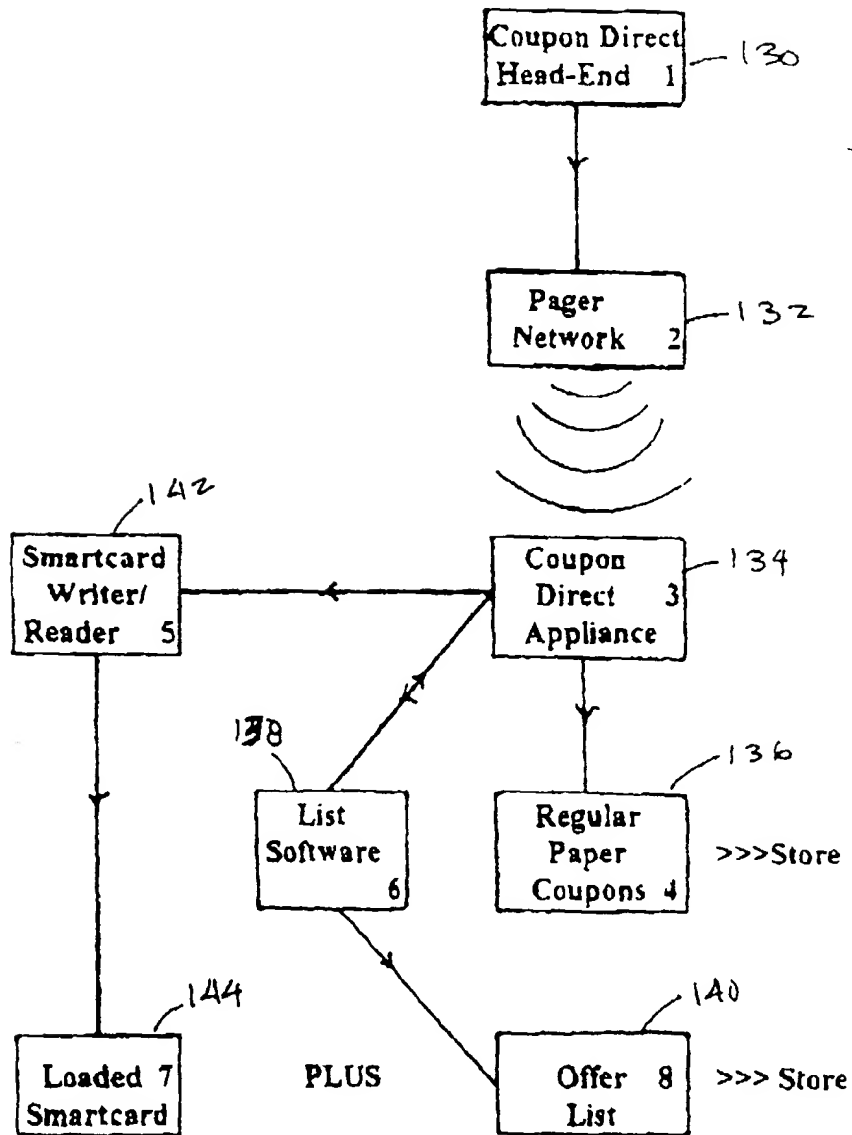 Coupon Direct
Head-End 1
130
Pager
Network 2
132
142
Smartcard
Writer/
Reader 5
Coupon
Direct 3
Appliance
134
138
List
Software
6
136
Regular
Paper
Coupons 4
>>>Store
144
Loaded 7
Smartcard
PLUS
140
Offer 8
List
>>> Store